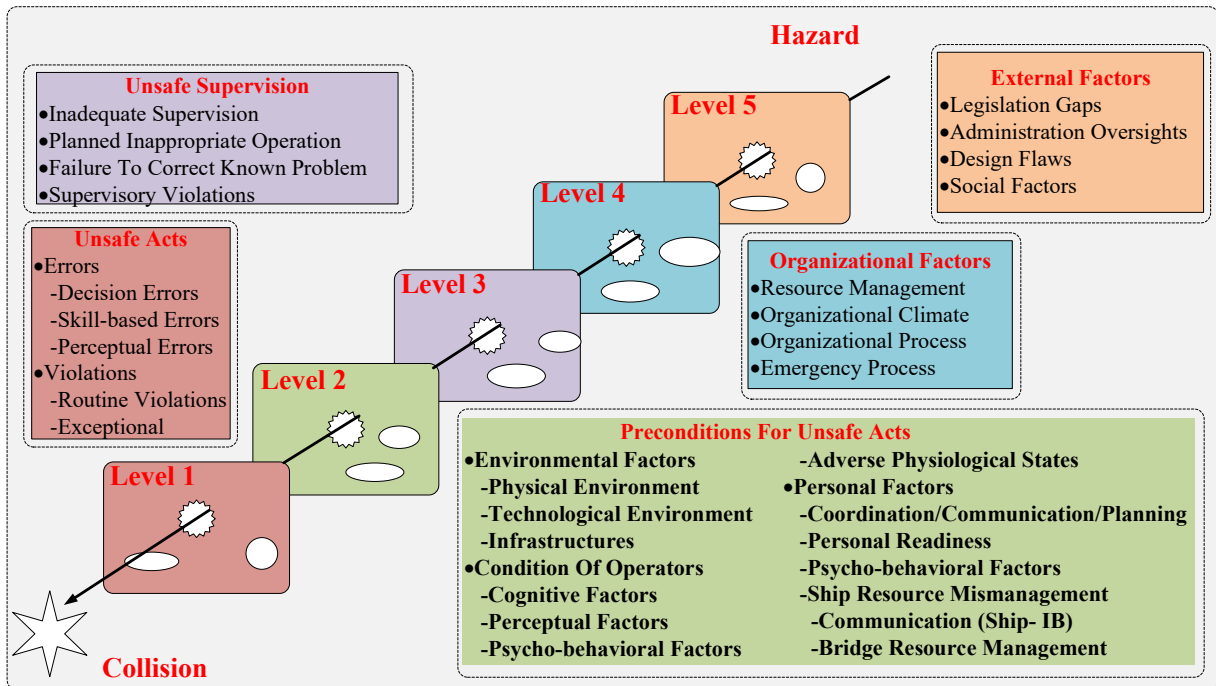 Hazard
Unsafe Supervision
●Inadequate Supervision
●Planned Inappropriate Operation
●Failure To Correct Known Problem
●Supervisory Violations
Level 5
External Factors
●Legislation Gaps
●Administration Oversights
●Design Flaws
●Social Factors
Level 4
Unsafe Acts
●Errors
-Decision Errors
-Skill-based Errors
-Perceptual Errors
●Violations
-Routine Violations
-Exceptional
Level 3
Organizational Factors
●Resource Management
●Organizational Climate
●Organizational Process
●Emergency Process
Level 2
Preconditions For Unsafe Acts
●Environmental Factors
-Physical Environment
-Technological Environment
-Infrastructures
●Condition Of Operators
-Cognitive Factors
-Perceptual Factors
-Psycho-behavioral Factors
-Adverse Physiological States
●Personal Factors
-Coordination/Communication/Planning
-Personal Readiness
-Psycho-behavioral Factors
-Ship Resource Mismanagement
-Communication (Ship- IB)
-Bridge Resource Management
Level 1
Collision